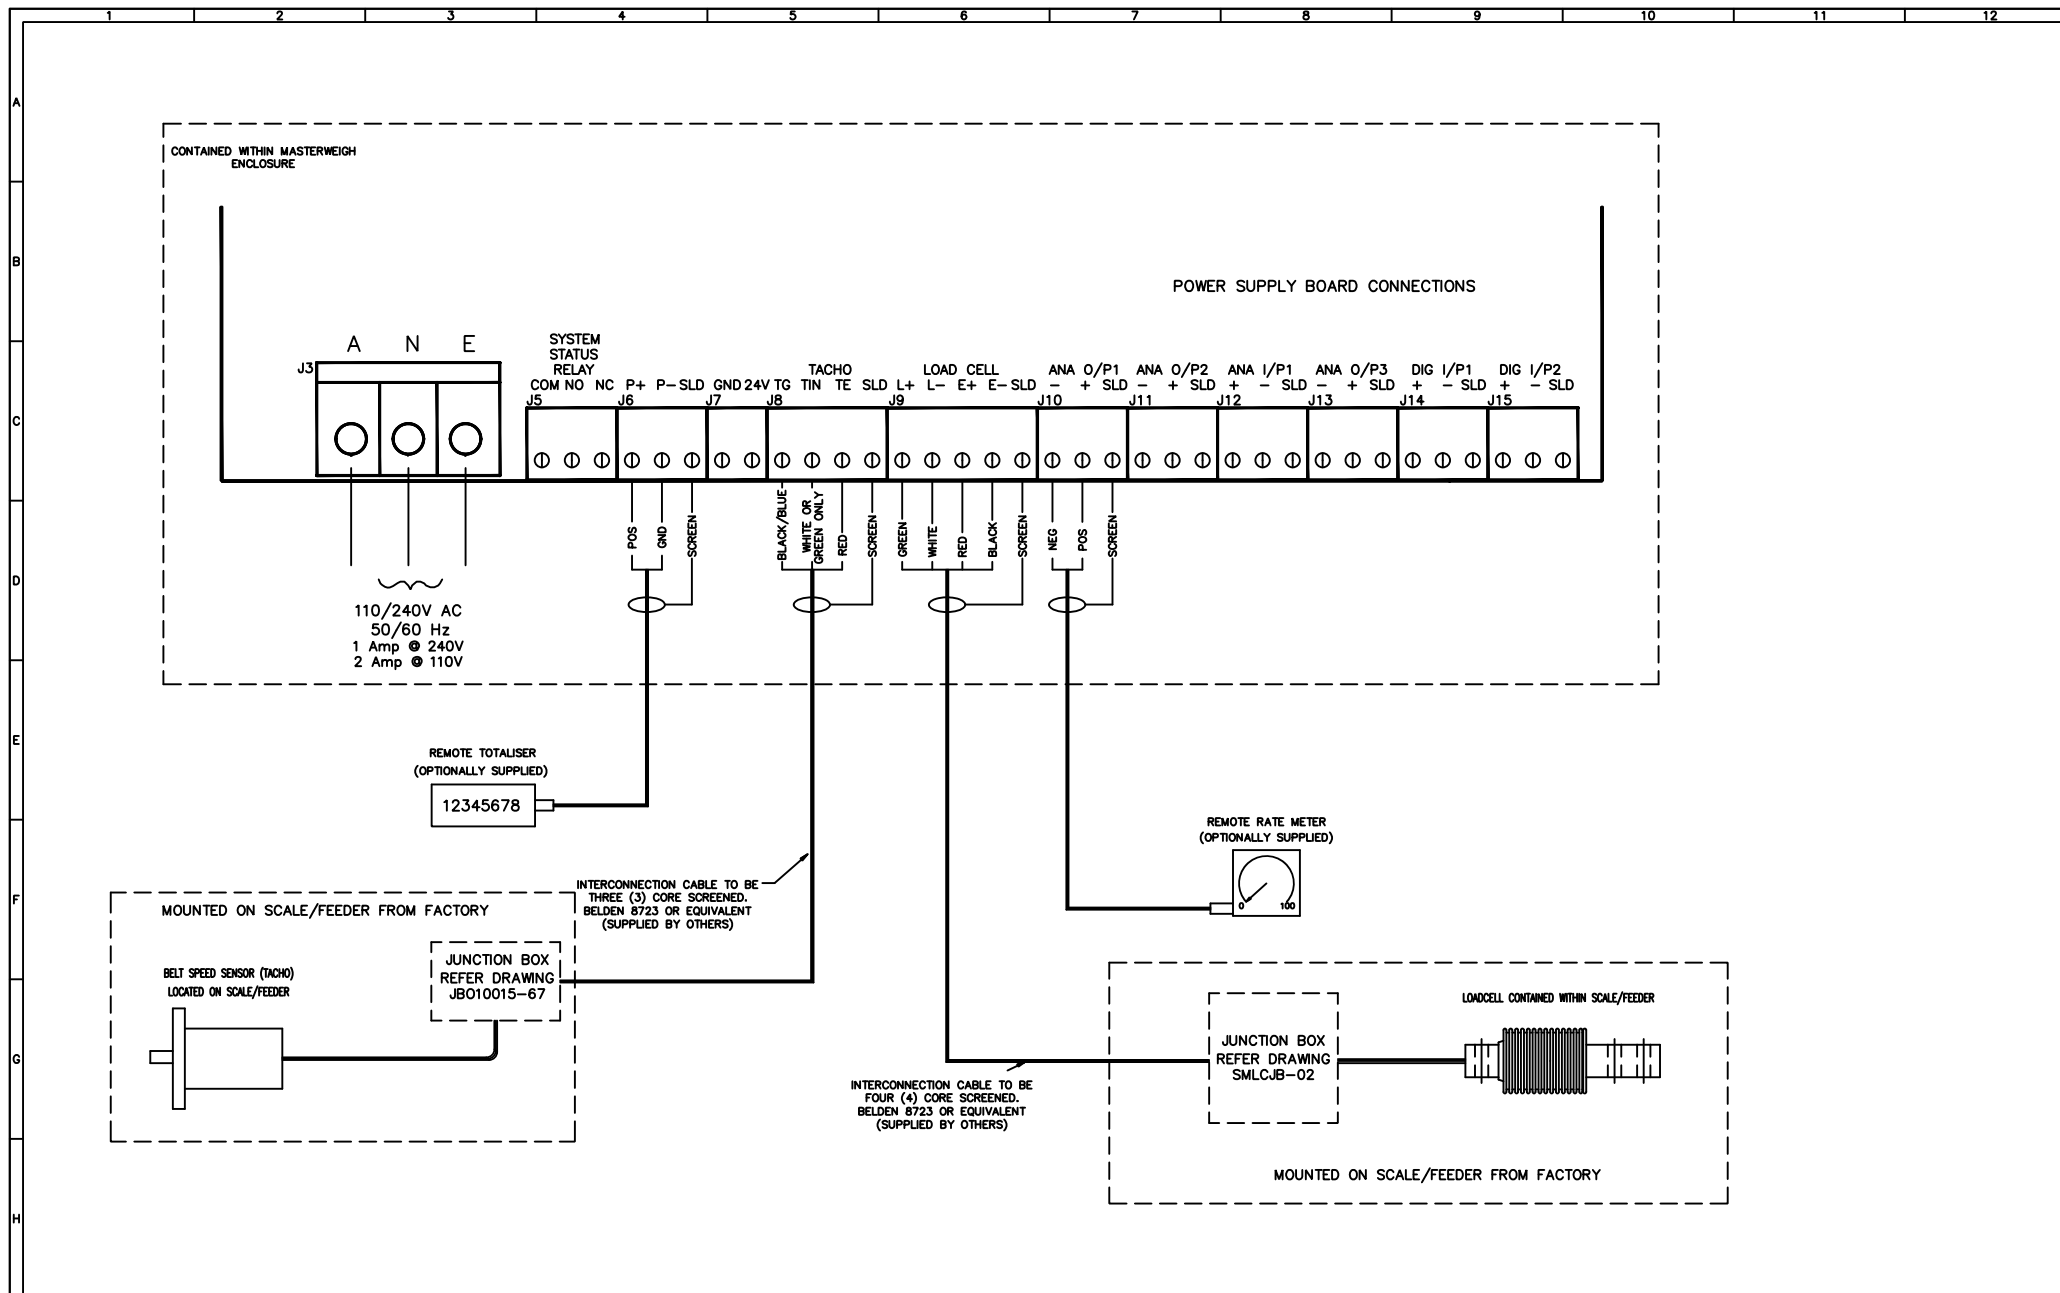 1 2 3 4 5 6 7 8 9 10 11 12
A
CONTAINED WITHIN MASTERWEIGH
ENCLOSURE
B
POWER SUPPLY BOARD CONNECTIONS
A N E
J3
SYSTEM
STATUS
RELAY
TACHO LOAD CELL ANA O/P1 ANA O/P2 ANA I/P1 ANA O/P3 DIG I/P1 DIG I/P2
COM NO NC P+ P- SLD GND 24V TG TIN TE SLD L+ L- E+ E- SLD - + SLD - + SLD + - SLD - + SLD + - SLD + - SLD
J5 J6 J7 J8 J9 J10 J11 J12 J13 J14 J15
C
POS
GND
SCREEN
BLACK/BLUE
WHITE OR
GREEN ONLY
RED
SCREEN
GREEN
WHITE
RED
BLACK
SCREEN
NEG
POS
SCREEN
D
110/240V AC
50/60 Hz
1 Amp @ 240V
2 Amp @ 110V
E
REMOTE TOTALISER
(OPTIONALLY SUPPLIED)
12345678
REMOTE RATE METER
(OPTIONALLY SUPPLIED)
0 100
F
INTERCONNECTION CABLE TO BE
THREE (3) CORE SCREENED.
BELDEN 8723 OR EQUIVALENT
(SUPPLIED BY OTHERS)
MOUNTED ON SCALE/FEEDER FROM FACTORY
JUNCTION BOX
REFER DRAWING
JBO10015-67
BELT SPEED SENSOR (TACHO)
LOCATED ON SCALE/FEEDER
G
LOADCELL CONTAINED WITHIN SCALE/FEEDER
JUNCTION BOX
REFER DRAWING
SMLCJB-02
INTERCONNECTION CABLE TO BE
FOUR (4) CORE SCREENED.
BELDEN 8723 OR EQUIVALENT
(SUPPLIED BY OTHERS)
MOUNTED ON SCALE/FEEDER FROM FACTORY
H